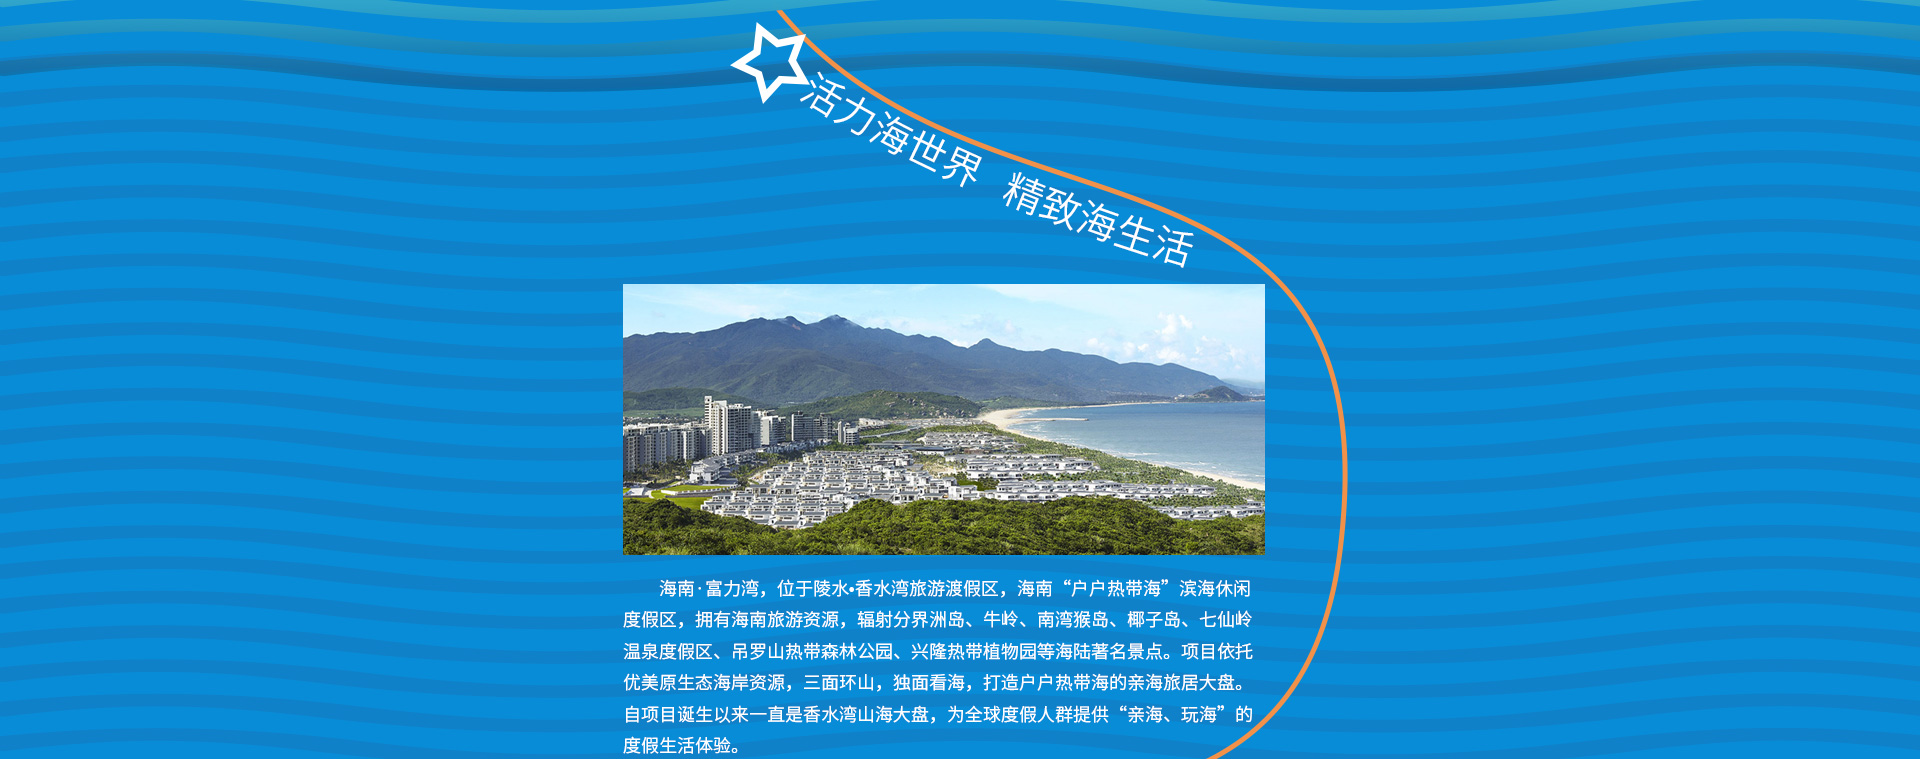 活力海世界 精致海生活
海南·富力湾，位于陵水•香水湾旅游渡假区，海南“户户热带海”滨海休闲
度假区，拥有海南旅游资源，辐射分界洲岛、牛岭、南湾猴岛、椰子岛、七仙岭
温泉度假区、吊罗山热带森林公园、兴隆热带植物园等海陆著名景点。项目依托
优美原生态海岸资源，三面环山，独面看海，打造户户热带海的亲海旅居大盘。
自项目诞生以来一直是香水湾山海大盘，为全球度假人群提供“亲海、玩海”的
度假生活体验。